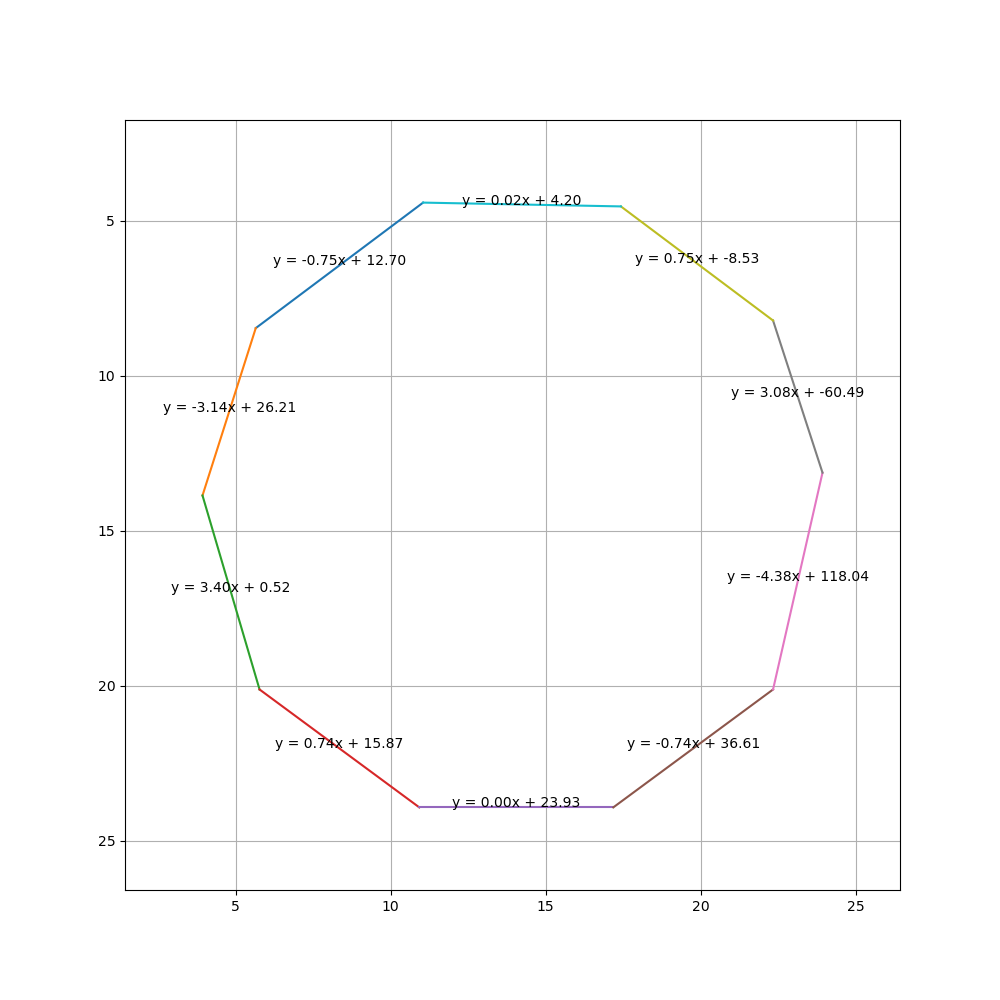 y = 0.02x + 4.20
5
y = -0.75x + 12.70
y = 0.75x + -8.53
10
y = 3.08x + -60.49
y = -3.14x + 26.21
15
y = 3.40x + 0.52
y = -4.38x + 118.04
20
y = 0.74x + 15.87
y = -0.74x + 36.61
y = 0.00x + 23.93
25
5 10 15 20 25